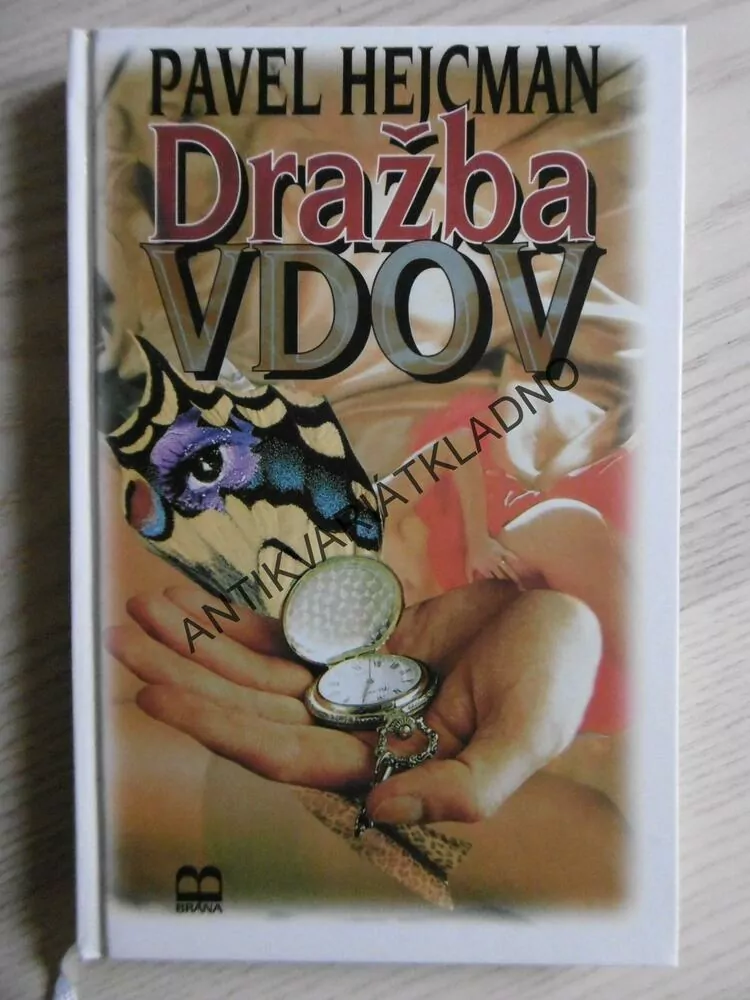 PAVEL HEJCMAN
Dražba
VDOV
ANTIKVARIÁTKLADNO
B
BRÁNA